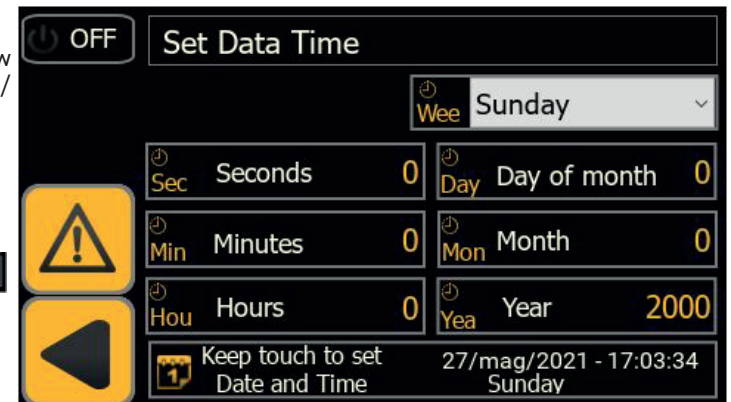 OFF
Set Data Time
Wee Sunday
Sec Seconds 0
Day Day of month 0
Min Minutes 0
Mon Month 0
Hou Hours 0
Yea Year 2000
1
Keep touch to set
Date and Time
27/mag/2021 - 17:03:34
Sunday